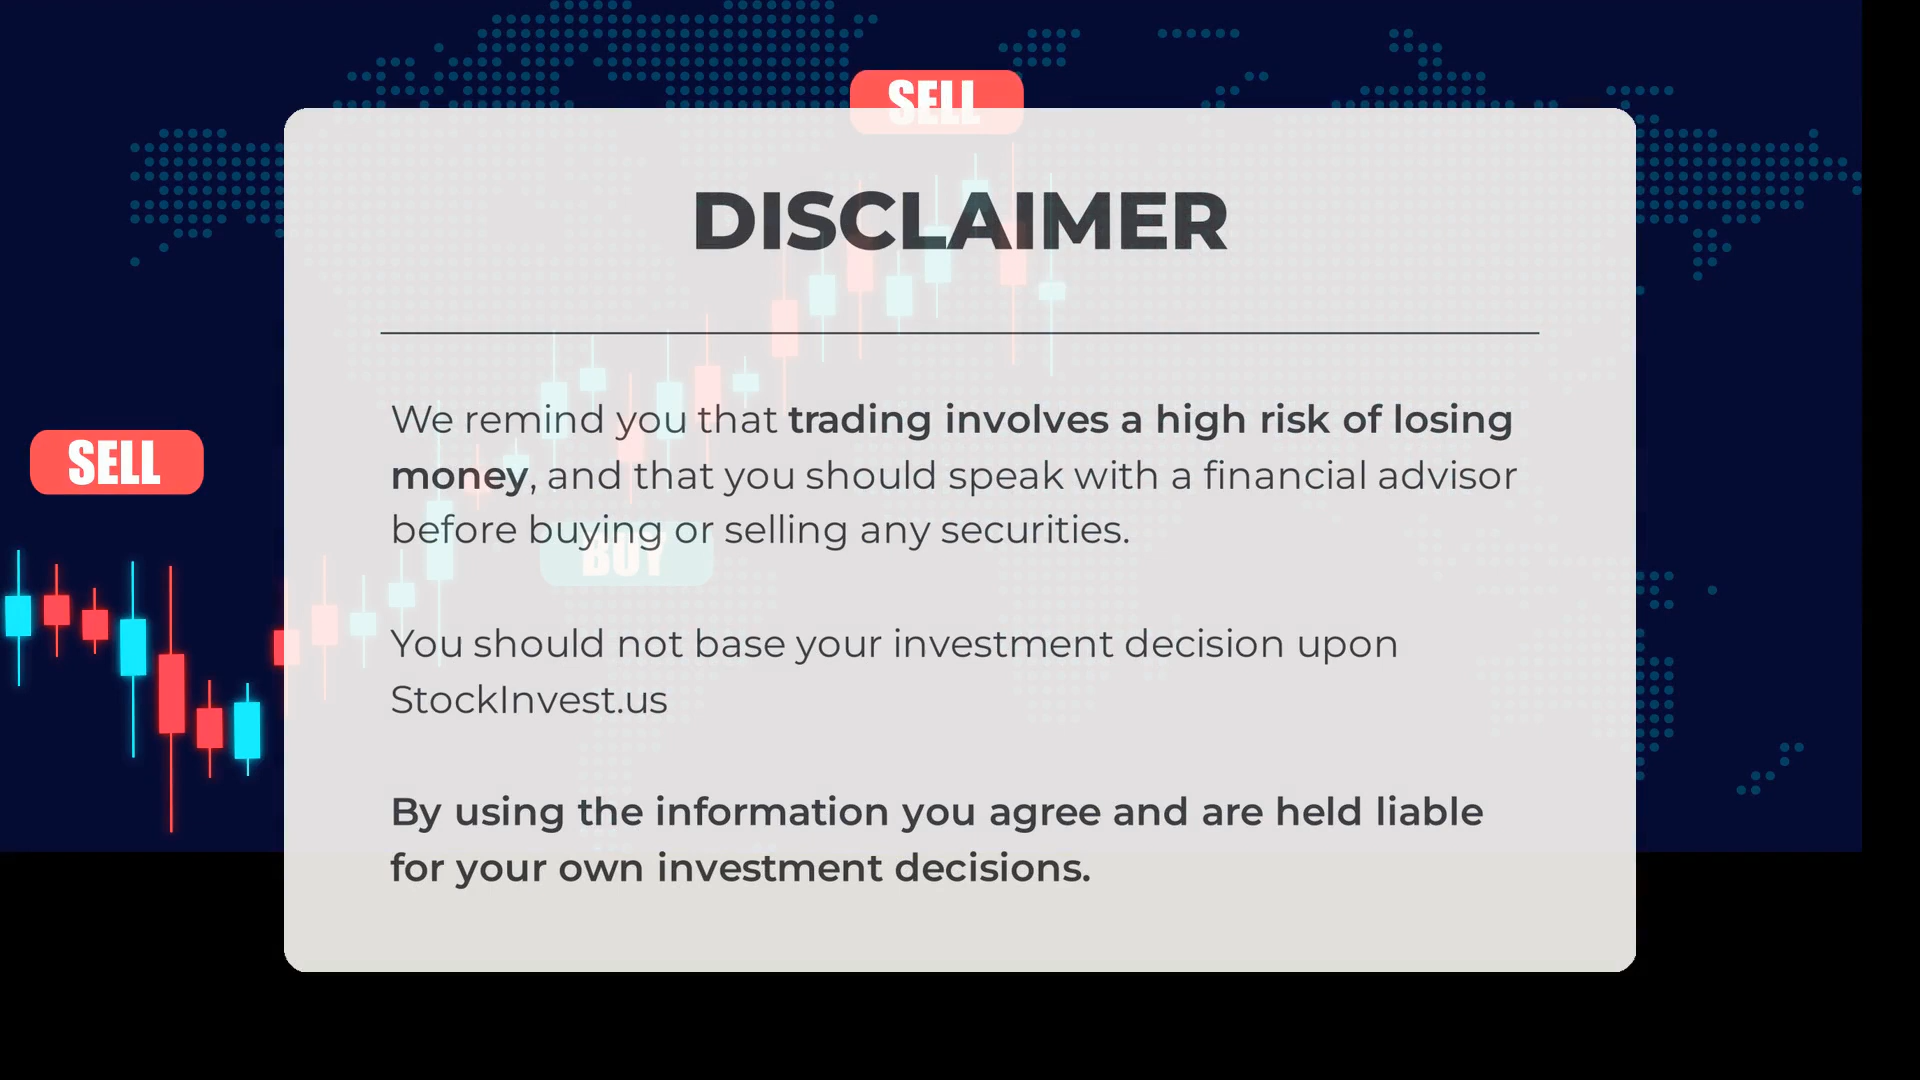 SELL
DISCLAIMER
We remind you that trading involves a high risk of losing
money, and that you should speak with a financial advisor
before buying or selling any securities.
SELL
BUY
You should not base your investment decision upon
StockInvest.us
By using the information you agree and are held liable
for your own investment decisions.